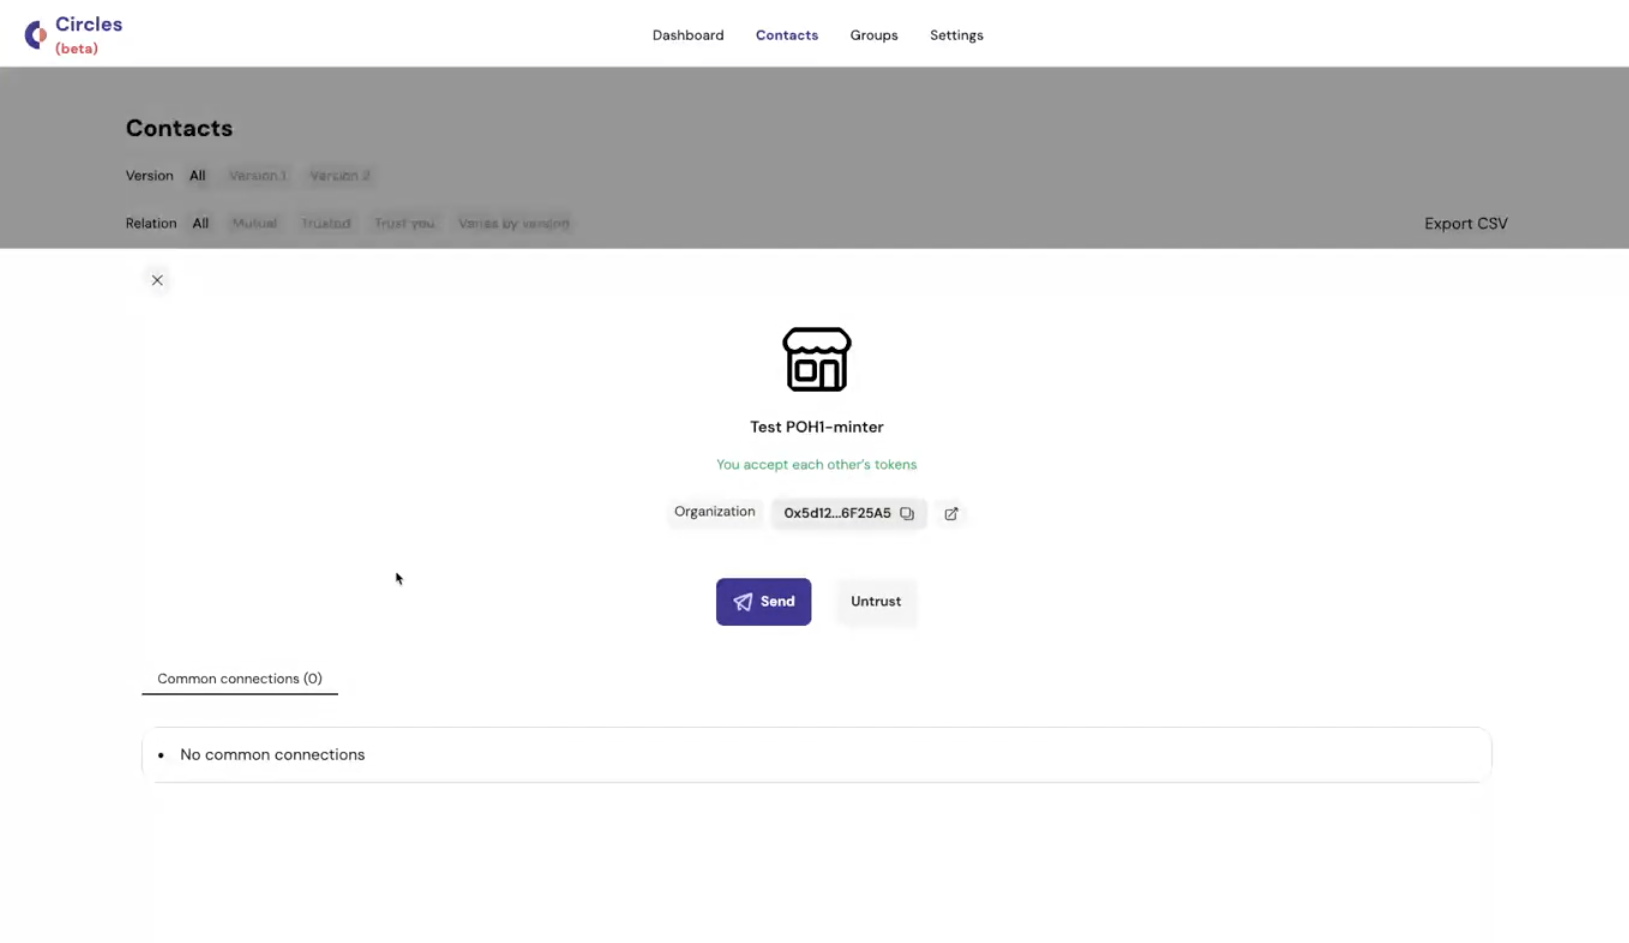 Circles
(beta)
Dashboard Contacts Groups Settings
Contacts
Version All Version 1 Version 2
Relation All Mutual Trusted Trust you Varies by version
Export CSV
Test POH1-minter
You accept each other's tokens
Organization 0x5d12...6F25A5
Send Untrust
Common connections (0)
No common connections